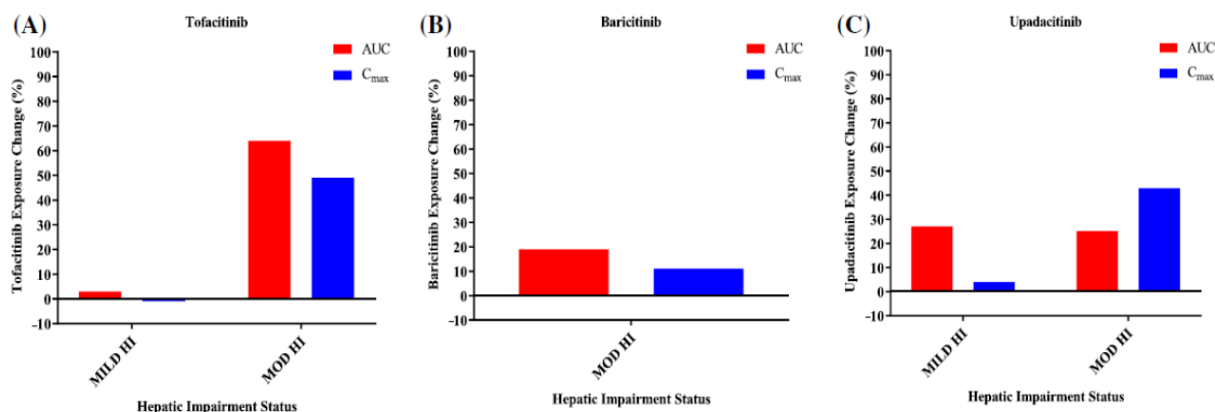 (A)
Tofacitinib
AUC
Cmax
Tofacitinib Exposure Change (%)
100
90
80
70
60
50
40
30
20
10
0
-10
MILD HI
MOD HI
Hepatic Impairment Status
(B)
Baricitinib
AUC
Cmax
Baricitinib Exposure Change (%)
100
90
80
70
60
50
40
30
20
10
0
-10
MOD HI
Hepatic Impairment Status
(C)
Upadacitinib
AUC
Cmax
Upadacitinib Exposure Change (%)
100
90
80
70
60
50
40
30
20
10
0
-10
MILD HI
MOD HI
Hepatic Impairment Status